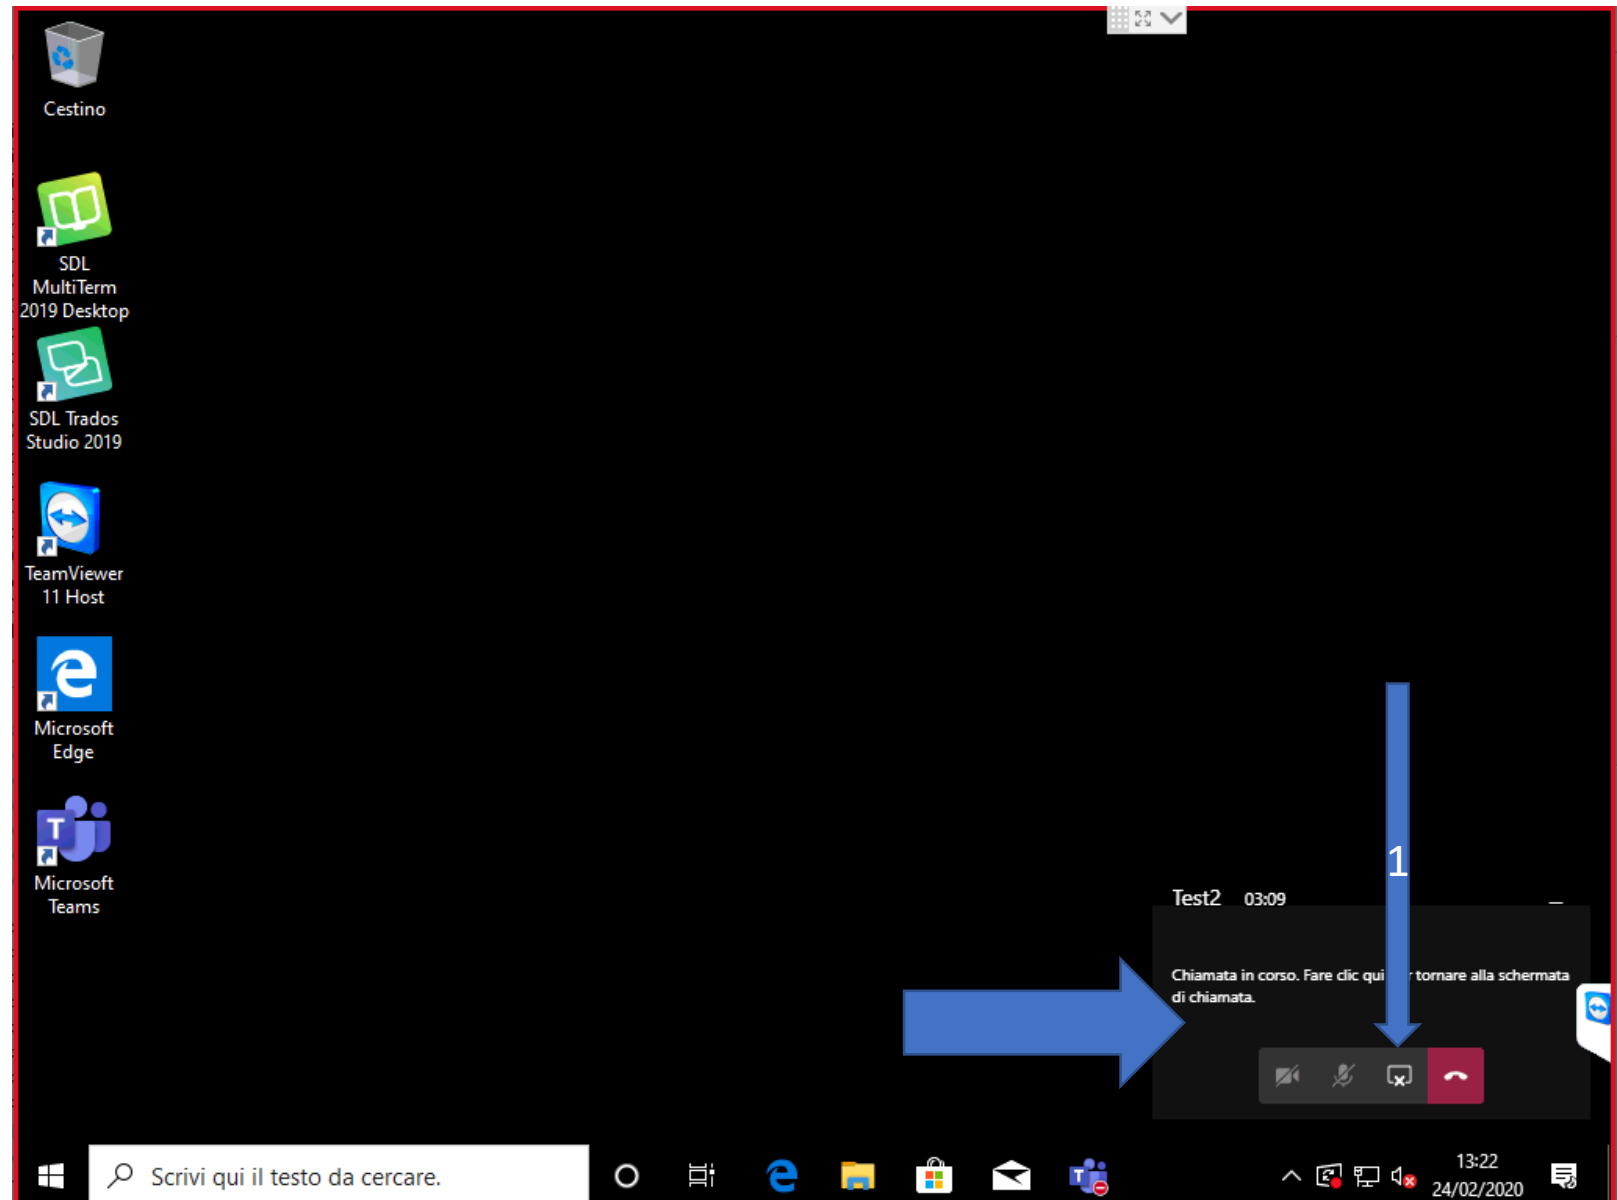 Cestino
SDL
MultiTerm
2019 Desktop
SDL Trados
Studio 2019
TeamViewer
11 Host
Microsoft
Edge
T
Microsoft
Teams
1
Test2 03:09
Chiamata in corso. Fare clic qui r tornare alla schermata
di chiamata.
Scrivi qui il testo da cercare.
13:22
24/02/2020